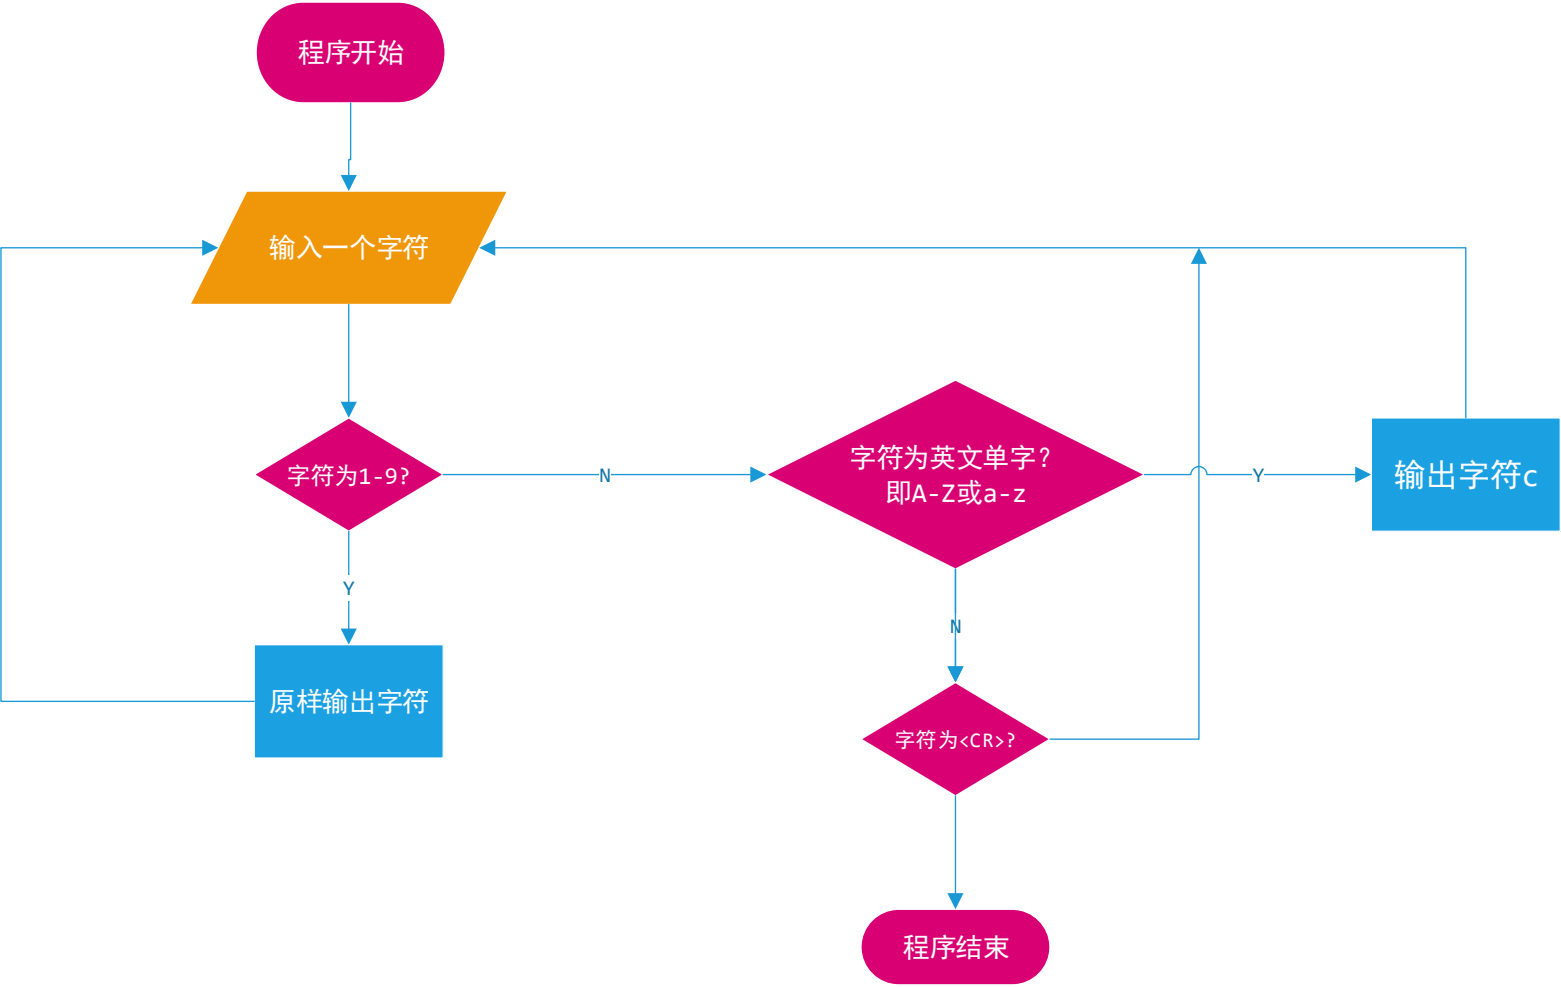 程序开始
输入一个字符
字符为1-9?
N
字符为英文单字?
即A-Z或a-z
Y
输出字符c
Y
N
原样输出字符
字符为<CR>?
程序结束